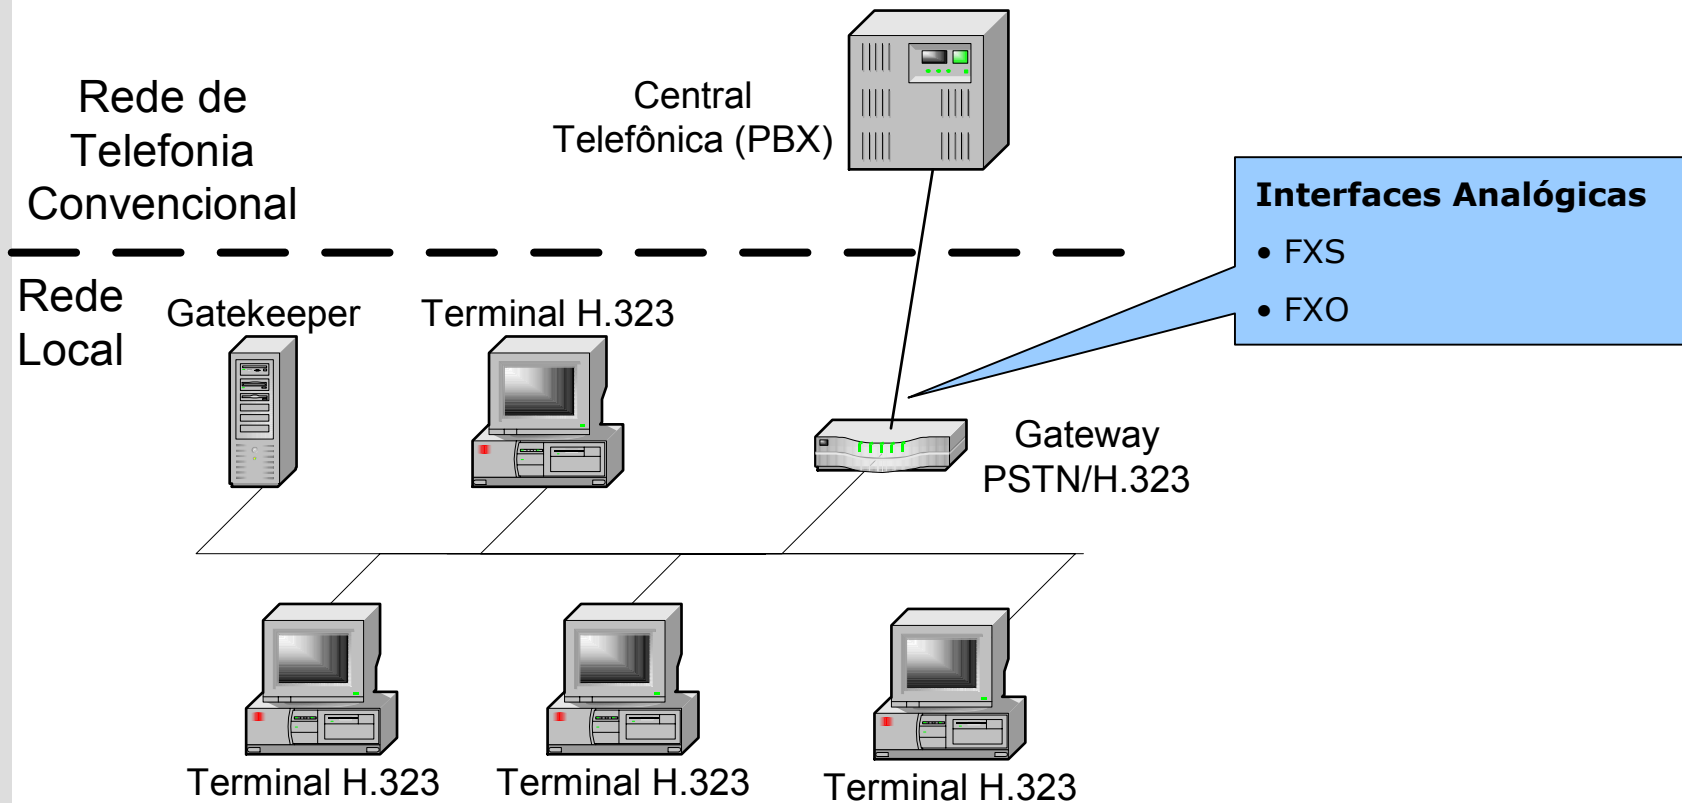 Rede de
Telefonia
Convencional
Central
Telefônica (PBX)
Interfaces Analógicas
• FXS
• FXO
Rede
Local
Gatekeeper
Terminal H.323
Gateway
PSTN/H.323
Terminal H.323
Terminal H.323
Terminal H.323